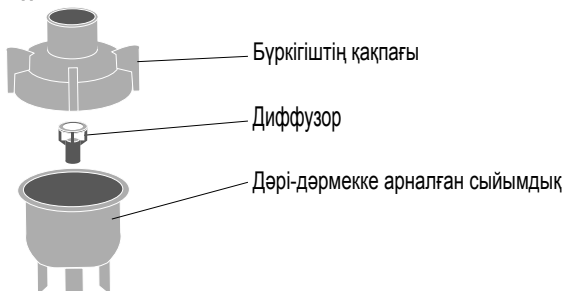 Бүркігіштің қақпағы
Диффузор
Дәрі-дәрмекке арналған сыйымдық